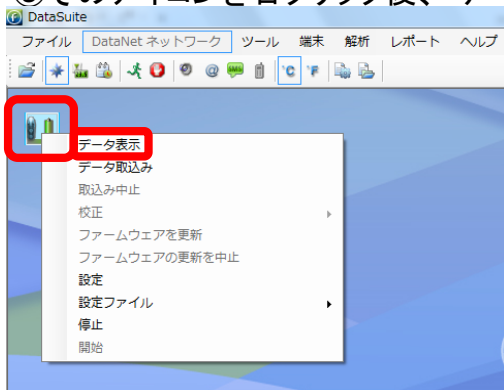 DataSuite
ファイル DataNet ネットワーク ツール 端末 解析 レポート ヘルプ
SMS °C °F
データ表示
データ取込み
取込み中止
校正
ファームウェアを更新
ファームウェアの更新を中止
設定
設定ファイル
停止
開始